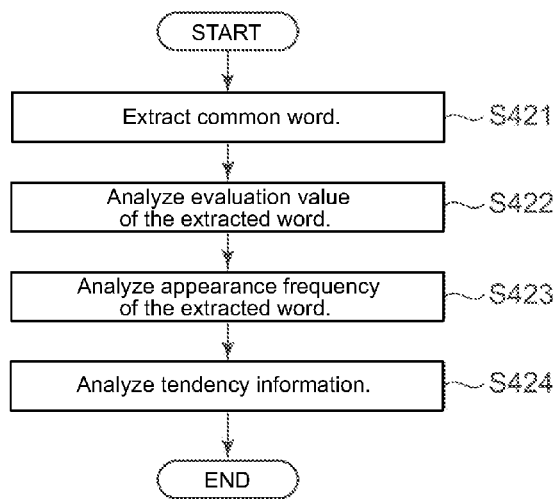 START
Extract common word.
S421
Analyze evaluation value
of the extracted word.
S422
Analyze appearance frequency
of the extracted word.
S423
Analyze tendency information.
S424
END